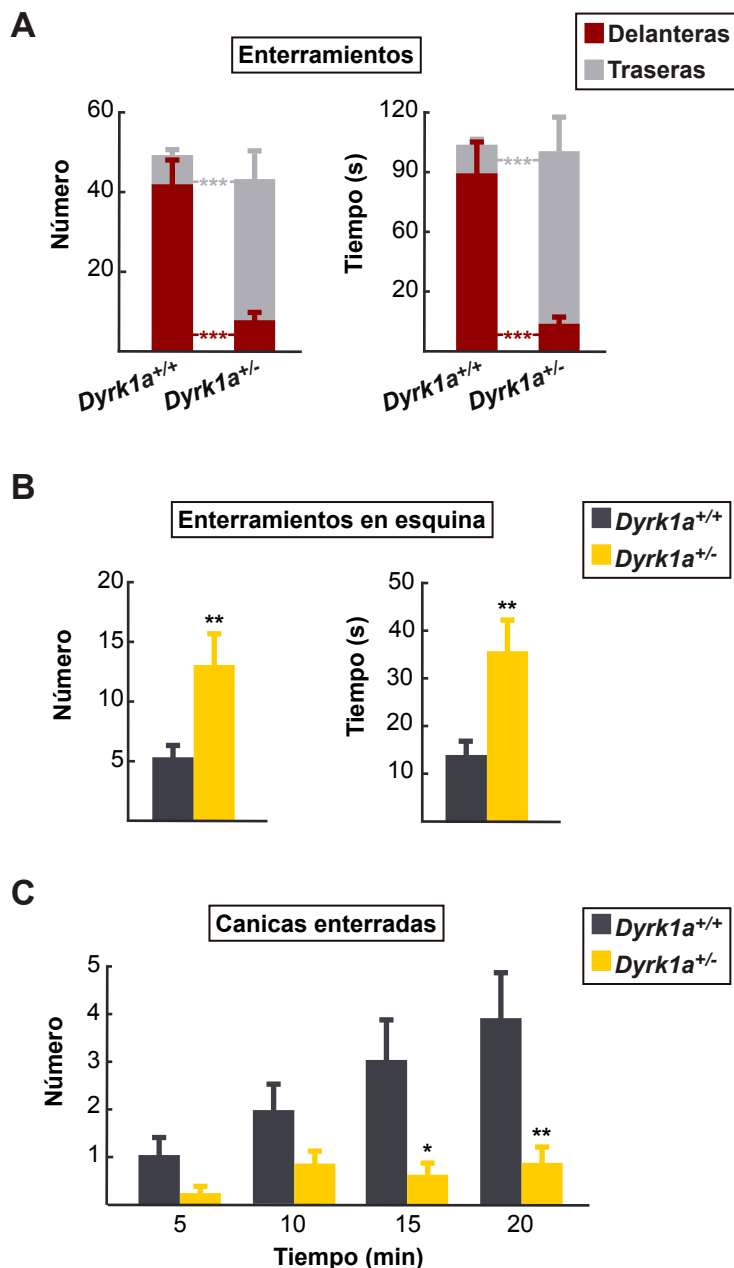 A
Enterramientos
Delanteras
Traseras
Número
60
40
20
***
***
Dyrk1a+/+
Dyrk1a+/-
Tiempo (s)
120
90
60
20
***
***
Dyrk1a+/+
Dyrk1a+/-
B
Enterramientos en esquina
Dyrk1a+/+
Dyrk1a+/-
Número
20
15
10
5
**
Tiempo (s)
50
40
30
20
10
**
C
Canicas enterradas
Dyrk1a+/+
Dyrk1a+/-
Número
5
4
3
2
1
*
**
5 10 15 20
Tiempo (min)